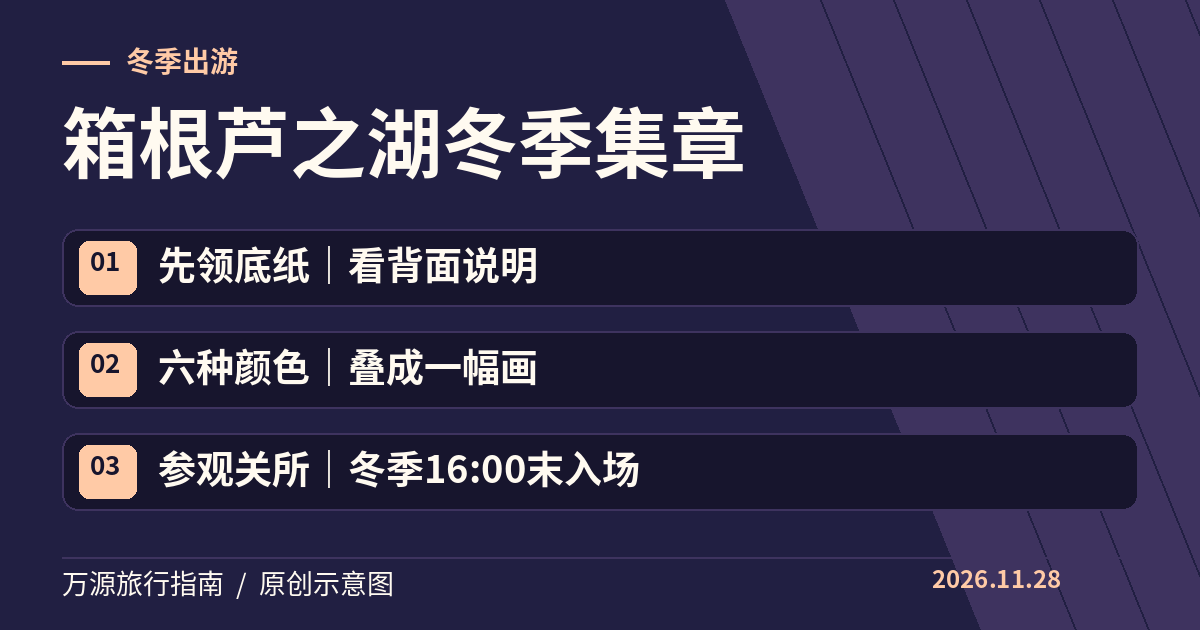 冬季出游
箱根芦之湖冬季集章
01 先领底纸｜看背面说明
02 六种颜色｜叠成一幅画
03 参观关所｜冬季16:00末入场
万源旅行指南 / 原创示意图
2026.11.28